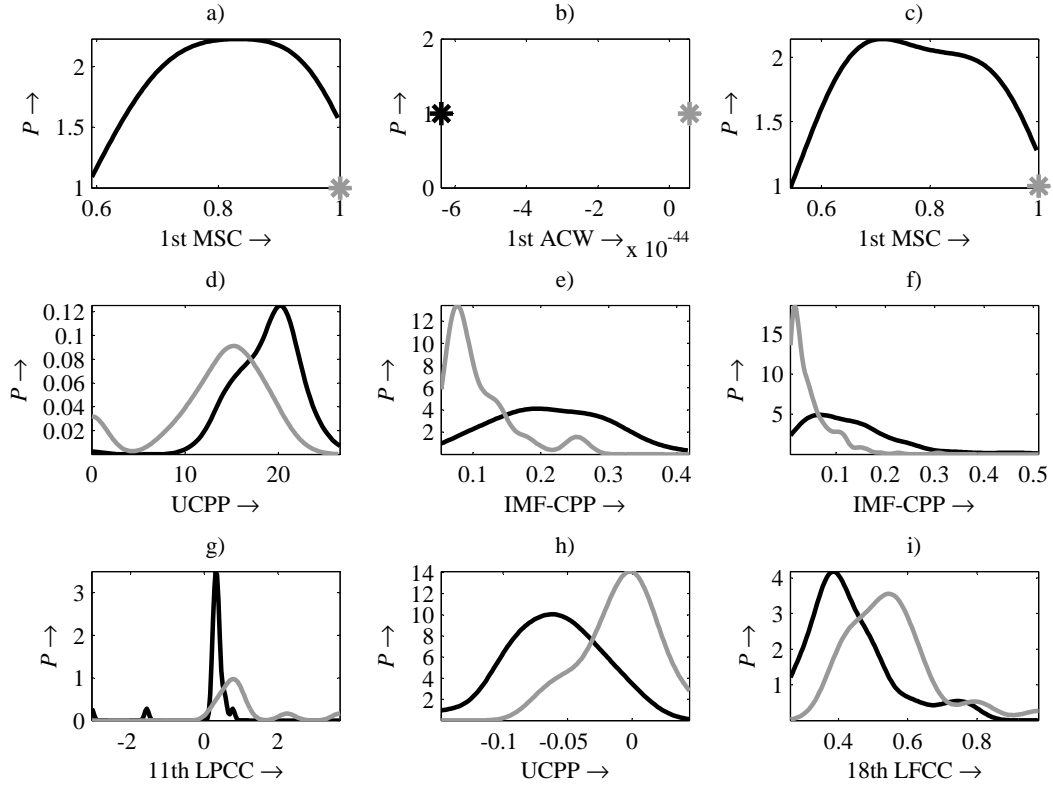 a) b) c)
P →
2
1.5
1
0.6 0.8 1
1st MSC →
P →
2
1
0
-6 -4 -2 0
1st ACW → x 10^-44
P →
2
1.5
1
0.6 0.8 1
1st MSC →
d) e) f)
P →
0.12
0.1
0.08
0.06
0.04
0.02
0 10 20
UCPP →
P →
12
10
8
6
4
2
0.1 0.2 0.3 0.4
IMF-CPP →
P →
15
10
5
0.1 0.2 0.3 0.4 0.5
IMF-CPP →
g) h) i)
P →
3
2
1
0
-2 0 2
11th LPCC →
P →
14
12
10
8
6
4
2
-0.1 -0.05 0
UCPP →
P →
4
3
2
1
0.4 0.6 0.8
18th LFCC →